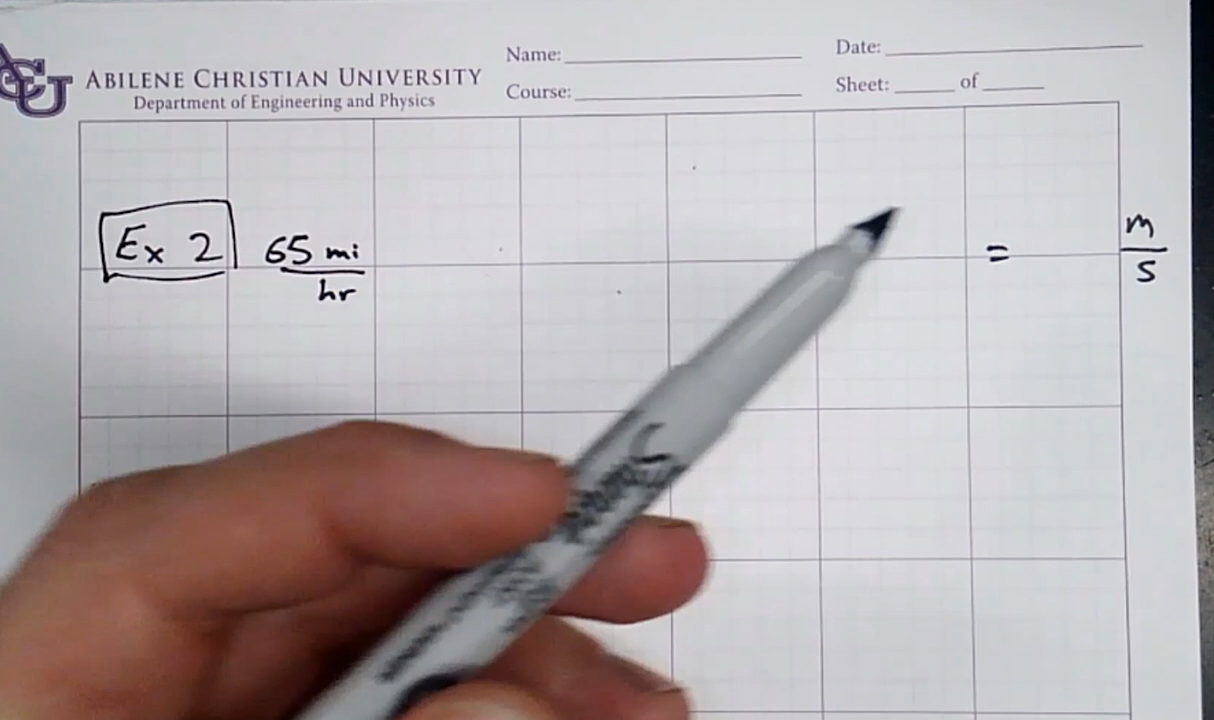 ACU ABILENE CHRISTIAN UNIVERSITY
Department of Engineering and Physics
Name:
Course:
Date:
Sheet: of
Ex 2 65 mi/hr = m/s